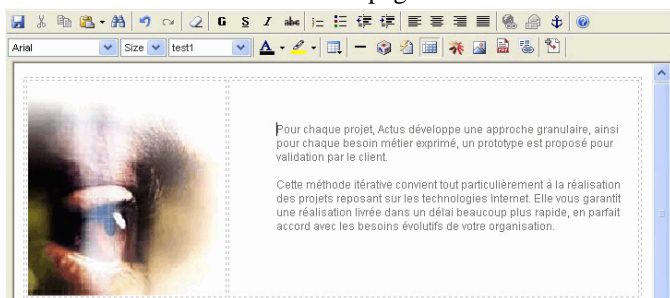 page
G S I abc
Arial Size test1 A
Pour chaque projet, Actus développe une approche granulaire, ainsi
pour chaque besoin métier exprimé, un prototype est proposé pour
validation par le client.
Cette méthode itérative convient tout particulièrement à la réalisation
des projets reposant sur les technologies Internet. Elle vous garantit
une réalisation livrée dans un délai beaucoup plus rapide, en parfait
accord avec les besoins évolutifs de votre organisation.